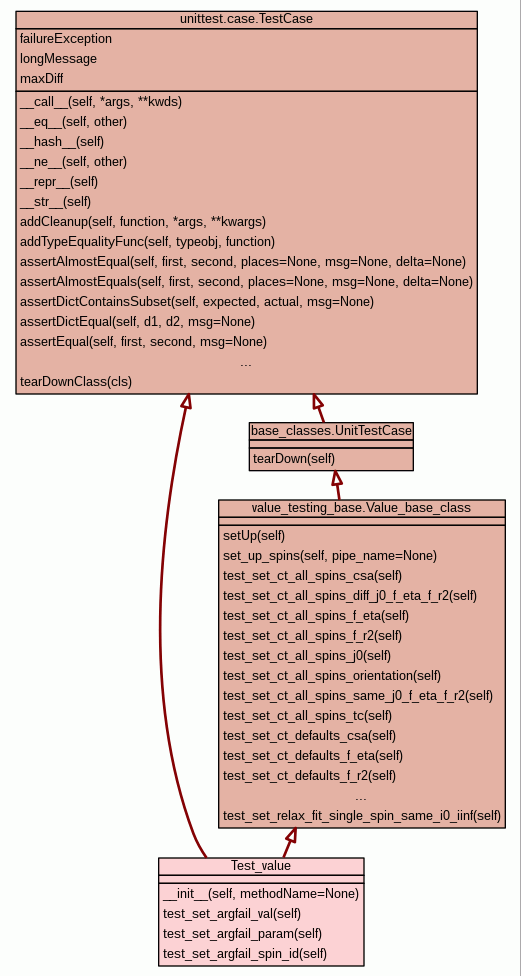 unittest.case.TestCase
failureException
longMessage
maxDiff
__call__(self, *args, **kwds)
__eq__(self, other)
__hash__(self)
__ne__(self, other)
__repr__(self)
__str__(self)
addCleanup(self, function, *args, **kwargs)
addTypeEqualityFunc(self, typeobj, function)
assertAlmostEqual(self, first, second, places=None, msg=None, delta=None)
assertAlmostEquals(self, first, second, places=None, msg=None, delta=None)
assertDictContainsSubset(self, expected, actual, msg=None)
assertDictEqual(self, d1, d2, msg=None)
assertEqual(self, first, second, msg=None)
...
tearDownClass(cls)
base_classes.UnitTestCase
tearDown(self)
value_testing_base.Value_base_class
setUp(self)
set_up_spins(self, pipe_name=None)
test_set_ct_all_spins_csa(self)
test_set_ct_all_spins_diff_j0_f_eta_f_r2(self)
test_set_ct_all_spins_f_eta(self)
test_set_ct_all_spins_f_r2(self)
test_set_ct_all_spins_j0(self)
test_set_ct_all_spins_orientation(self)
test_set_ct_all_spins_same_j0_f_eta_f_r2(self)
test_set_ct_all_spins_tc(self)
test_set_ct_defaults_csa(self)
test_set_ct_defaults_f_eta(self)
test_set_ct_defaults_f_r2(self)
...
test_set_relax_fit_single_spin_same_i0_iinf(self)
Test_value
__init__(self, methodName=None)
test_set_argfail_val(self)
test_set_argfail_param(self)
test_set_argfail_spin_id(self)